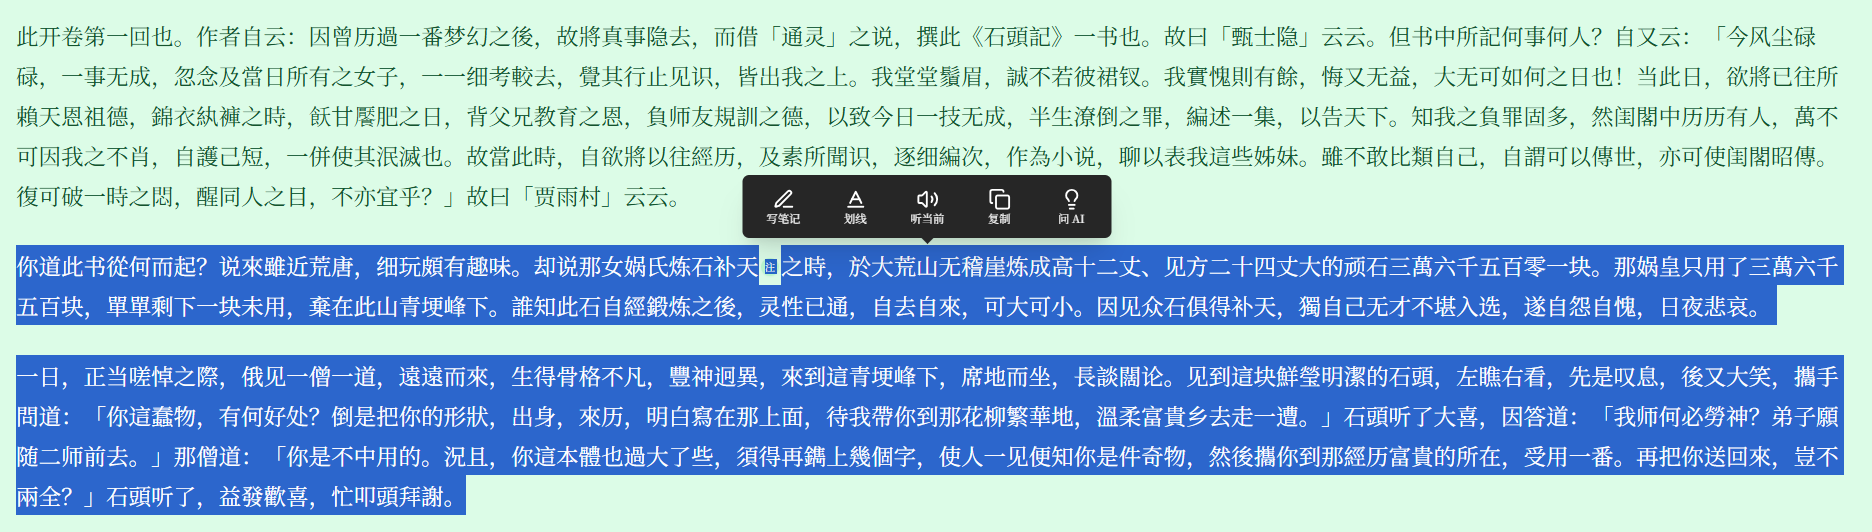 此开卷第一回也。作者自云：因曾历過一番梦幻之後，故將真事隐去，而借「通灵」之说，撰此《石頭記》一书也。故曰「甄士隐」云云。但书中所記何事何人？自又云：「今风尘碌
碌，一事无成，忽念及當日所有之女子，一一细考較去，覺其行止见识，皆出我之上。我堂堂鬚眉，誠不若彼裙钗。我實愧則有餘，悔又无益，大无可如何之日也！当此日，欲將已往所
賴天恩祖德，錦衣紈褲之時，飫甘饜肥之日，背父兄教育之恩，負师友規訓之德，以致今日一技无成，半生潦倒之罪，編述一集，以告天下。知我之負罪固多，然闺閣中历历有人，萬不
可因我之不肖，自護己短，一併使其泯滅也。故當此時，自欲將以往經历，及素所聞识，逐细編次，作為小说，聊以表我這些姊妹。雖不敢比類自己，自謂可以傳世，亦可使闺閣昭傳。
復可破一時之悶，醒同人之目，不亦宜乎？」故曰「贾雨村」云云。
写笔记 划线 听当前 复制 问 AI
你道此书從何而起？说來雖近荒唐，细玩頗有趣味。却说那女娲氏炼石补天注之時，於大荒山无稽崖炼成高十二丈、见方二十四丈大的顽石三萬六千五百零一块。那娲皇只用了三萬六千
五百块，單單剩下一块未用，棄在此山青埂峰下。誰知此石自經鍛炼之後，灵性已通，自去自來，可大可小。因见众石俱得补天，獨自己无才不堪入选，遂自怨自愧，日夜悲哀。
一日，正当嗟悼之際，俄见一僧一道，遠遠而來，生得骨格不凡，豐神迥異，來到這青埂峰下，席地而坐，長談闊论。见到這块鮮瑩明潔的石頭，左瞧右看，先是叹息，後又大笑，攜手
問道：「你這蠢物，有何好处？倒是把你的形狀，出身，來历，明白寫在那上面，待我帶你到那花柳繁華地，溫柔富貴乡去走一遭。」石頭听了大喜，因答道：「我师何必勞神？弟子願
随二师前去。」那僧道：「你是不中用的。況且，你這本體也過大了些，須得再鐫上幾個字，使人一见便知你是件奇物，然後攜你到那經历富貴的所在，受用一番。再把你送回來，豈不
兩全？」石頭听了，益發歡喜，忙叩頭拜謝。